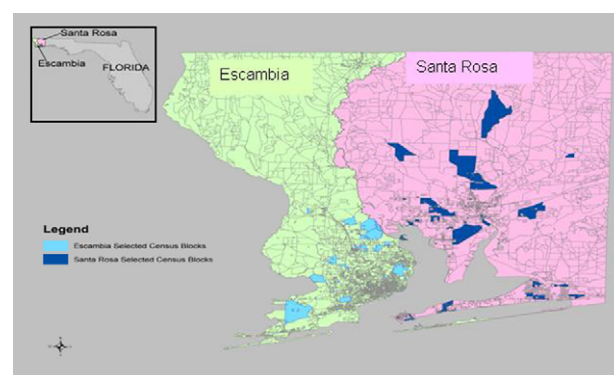 Santa Rosa
Escambia
FLORIDA
Escambia
Santa Rosa
Legend
Escambia Selected Census Blocks
Santa Rosa Selected Census Blocks